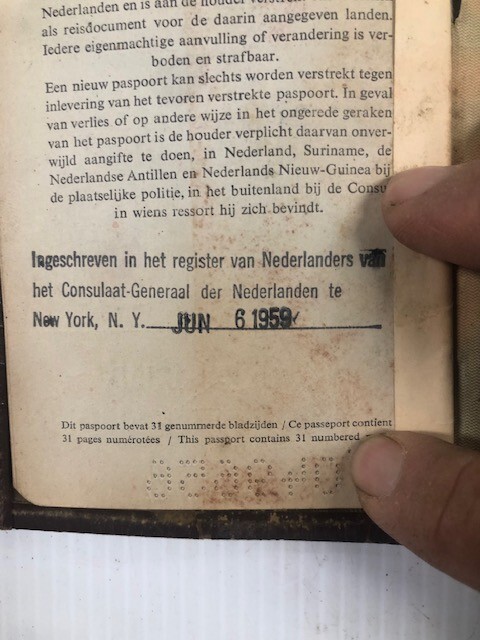 Nederlanden en is aan de houder
als reisdocument voor de daarin aangegeven landen.
Iedere eigenmachtige aanvulling of verandering is ver-
boden en strafbaar.
Een nieuw paspoort kan slechts worden verstrekt tegen
inlevering van het tevoren verstrekte paspoort. In geval
van verlies of op andere wijze in het ongerede geraken
van het paspoort is de houder verplicht daarvan onver-
wijld aangifte te doen, in Nederland, Suriname, de
Nederlandse Antillen en Nederlands Nieuw-Guinea bij
de plaatselijke politie, in het buitenland bij de Consu
in wiens ressort hij zich bevindt.
Ingeschreven in het register van Nederlanders van
het Consulaat-Generaal der Nederlanden te
New York, N. Y. JUN 6 1959
Dit paspoort bevat 31 genummerde bladzijden / Ce passeport contient
31 pages numérotées / This passport contains 31 numbered